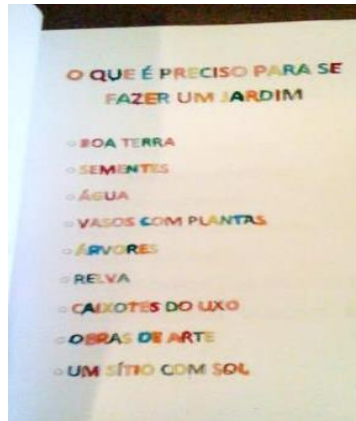 O QUE É PRECISO PARA SE
FAZER UM JARDIM
BOA TERRA
SEMENTES
ÁGUA
VASOS COM PLANTAS
ÁRVORES
RELVA
CAIXOTES DO LIXO
OBRAS DE ARTE
UM SÍTIO COM SOL